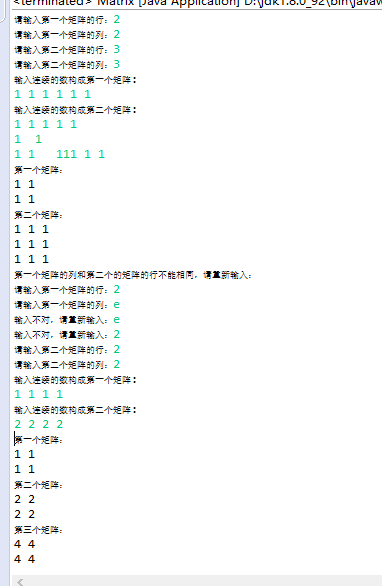 <terminated> Matrix [Java Application] D:\jdk1.8.0_92\bin\javaw
请输入第一个矩阵的行：2
请输入第一个矩阵的列：2
请输入第二个矩阵的行：3
请输入第二个矩阵的列：3
输入连续的数构成第一个矩阵：
1 1 1 1 1 1
输入连续的数构成第二个矩阵：
1 1 1 1 1
1  1
1 1   111 1 1
第一个矩阵：
1 1
1 1
第二个矩阵：
1 1 1
1 1 1
1 1 1
第一个矩阵的列和第二个的矩阵的行不能相同，请重新输入：
请输入第一个矩阵的行：2
请输入第一个矩阵的列：e
输入不对，请重新输入：e
输入不对，请重新输入：2
请输入第二个矩阵的行：2
请输入第二个矩阵的列：2
输入连续的数构成第一个矩阵：
1 1 1 1
输入连续的数构成第二个矩阵：
2 2 2 2
第一个矩阵：
1 1
1 1
第二个矩阵：
2 2
2 2
第三个矩阵：
4 4
4 4